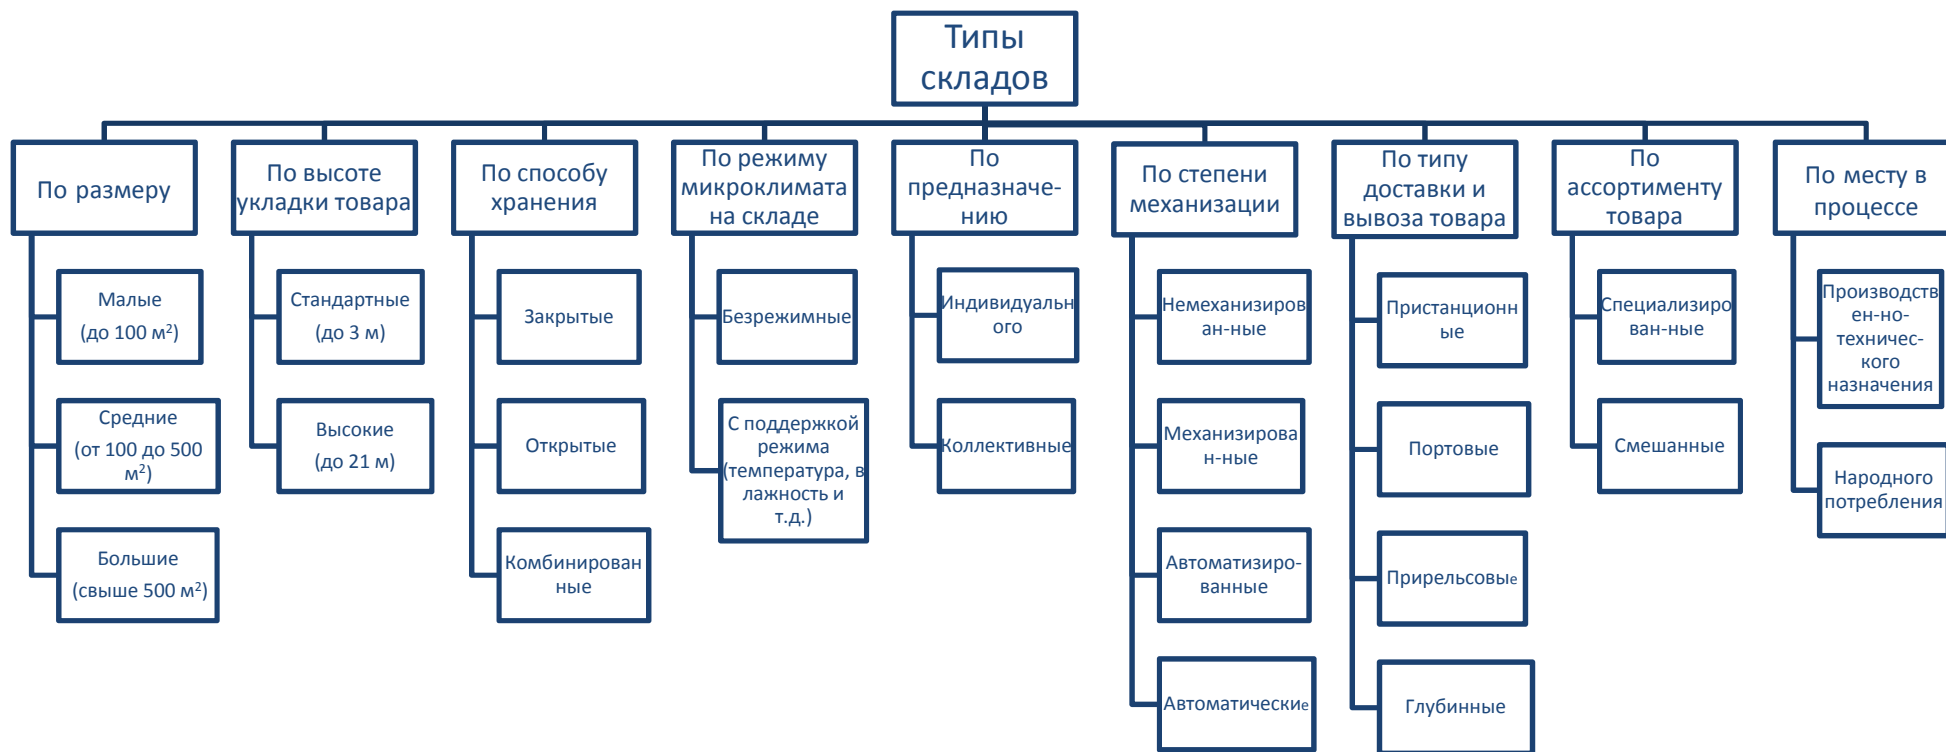 Типы
складов
По размеру
Малые
(до 100 м²)
Средние
(от 100 до 500
м²)
Большие
(свыше 500 м²)
По высоте
укладки товара
Стандартные
(до 3 м)
Высокие
(до 21 м)
По способу
хранения
Закрытые
Открытые
Комбинирован
ные
По режиму
микроклимата
на складе
Безрежимные
С поддержкой
режима
(температура, в
лажность и
т.д.)
По
предназначе-
нию
Индивидуальн
ого
Коллективные
По степени
механизации
Немеханизиров
ан-ные
Механизирова
н-ные
Автоматизиро-
ванные
Автоматические
По типу
доставки и
вывоза товара
Пристанционн
ые
Портовые
Прирельсовые
Глубинные
По
ассортименту
товара
Специализиров
ан-ные
Смешанные
По месту в
процессе
Производств
ен-но-
техничес-
кого
назначения
Народного
потребления